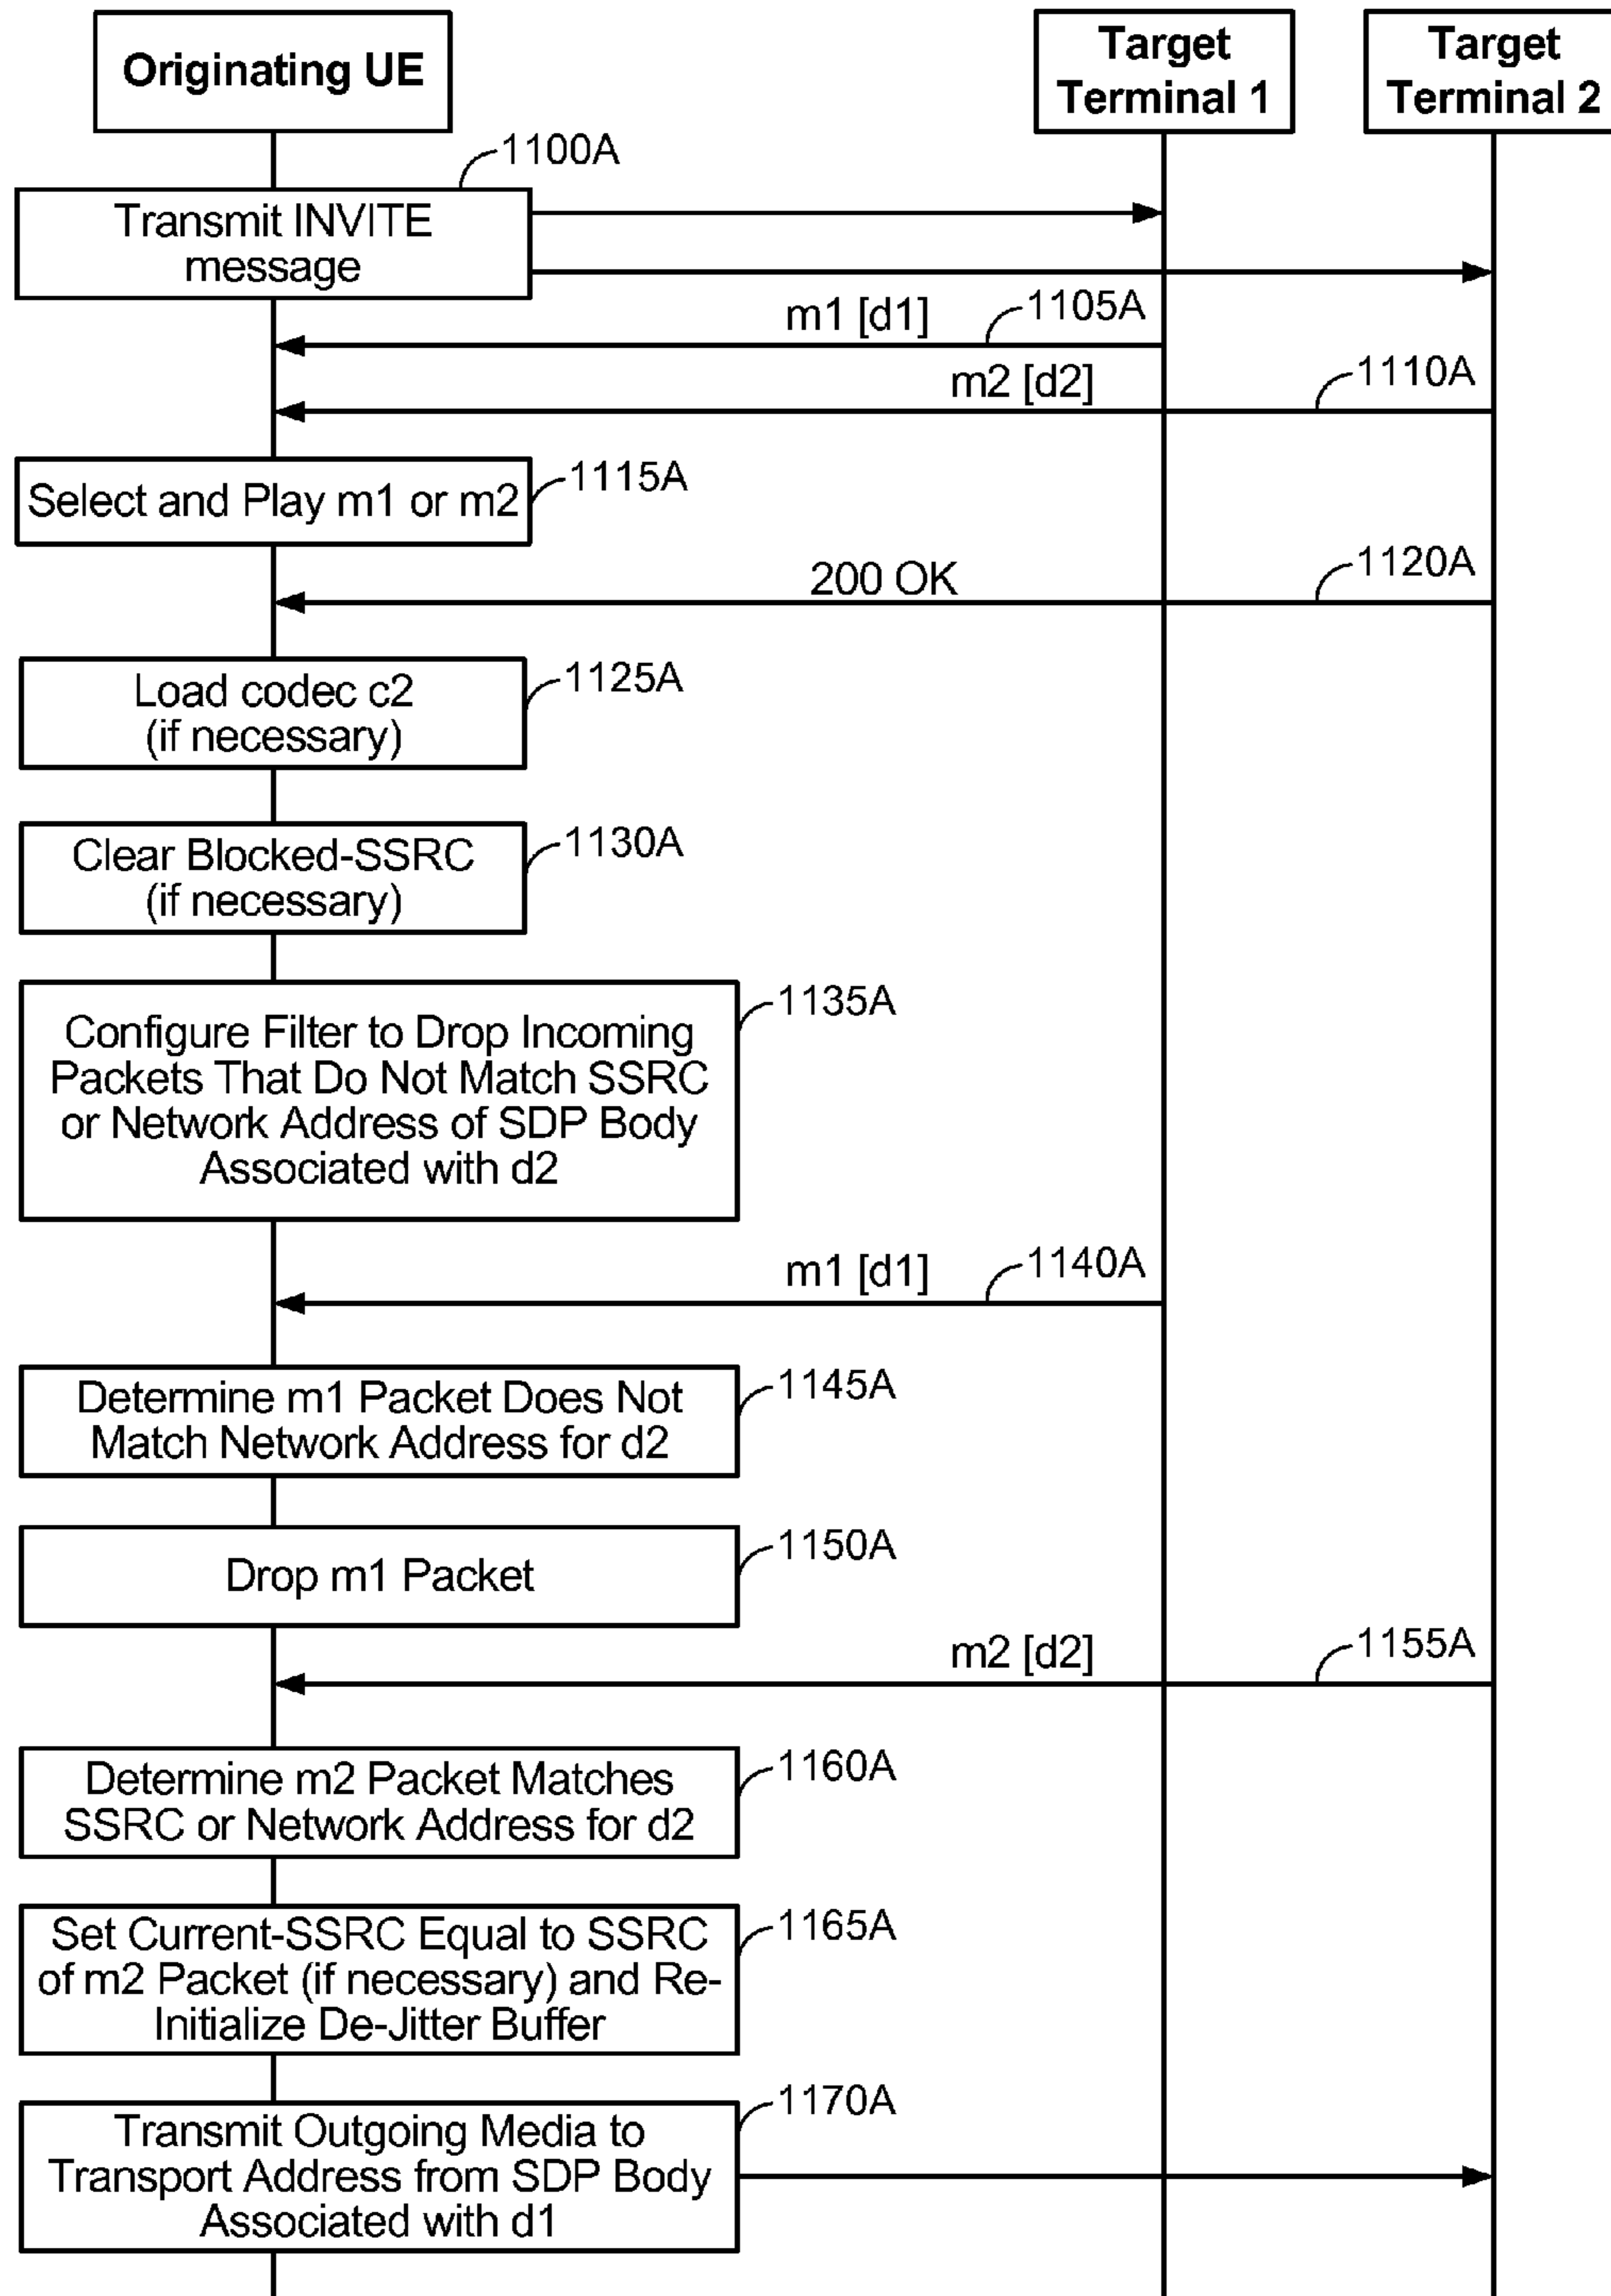 Originating UE
Target
Terminal 1
Target
Terminal 2
1100A
Transmit INVITE
message
m1 [d1]
1105A
m2 [d2]
1110A
Select and Play m1 or m2
1115A
200 OK
1120A
Load codec c2
(if necessary)
1125A
Clear Blocked-SSRC
(if necessary)
1130A
Configure Filter to Drop Incoming
Packets That Do Not Match SSRC
or Network Address of SDP Body
Associated with d2
1135A
m1 [d1]
1140A
Determine m1 Packet Does Not
Match Network Address for d2
1145A
Drop m1 Packet
1150A
m2 [d2]
1155A
Determine m2 Packet Matches
SSRC or Network Address for d2
1160A
Set Current-SSRC Equal to SSRC
of m2 Packet (if necessary) and Re-
Initialize De-Jitter Buffer
1165A
Transmit Outgoing Media to
Transport Address from SDP Body
Associated with d1
1170A